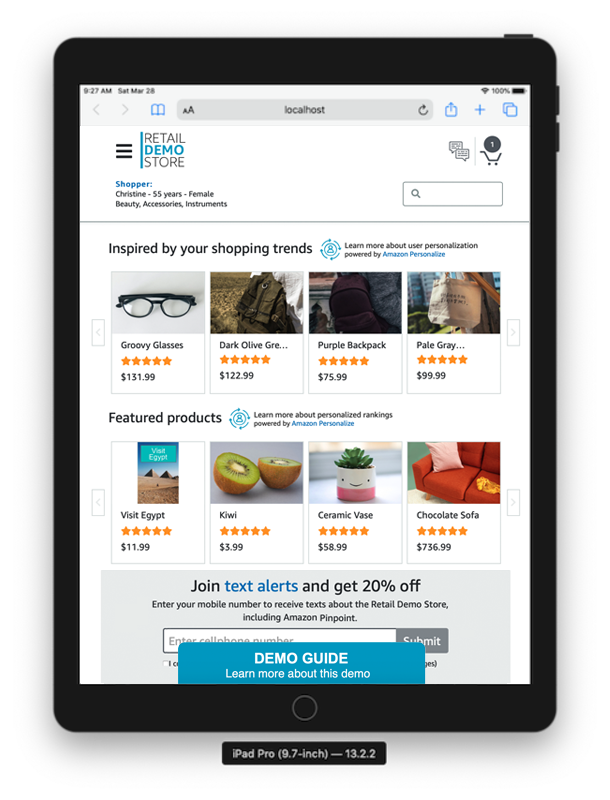 9:27 AM Sat Mar 28
100%
AA
localhost
RETAIL
DEMO
STORE
1
Shopper:
Christine - 55 years - Female
Beauty, Accessories, Instruments
Inspired by your shopping trends
Learn more about user personalization
powered by Amazon Personalize
Groovy Glasses
$131.99
Dark Olive Gre...
$122.99
Purple Backpack
$75.99
Pale Gray...
$99.99
Featured products
Learn more about personalized rankings
powered by Amazon Personalize
Visit
Egypt
Visit Egypt
$11.99
Kiwi
$3.99
Ceramic Vase
$58.99
Chocolate Sofa
$736.99
Join text alerts and get 20% off
Enter your mobile number to receive texts about the Retail Demo Store,
including Amazon Pinpoint.
Enter cellphone number
Submit
DEMO GUIDE
Learn more about this demo
iPad Pro (9.7-inch) — 13.2.2